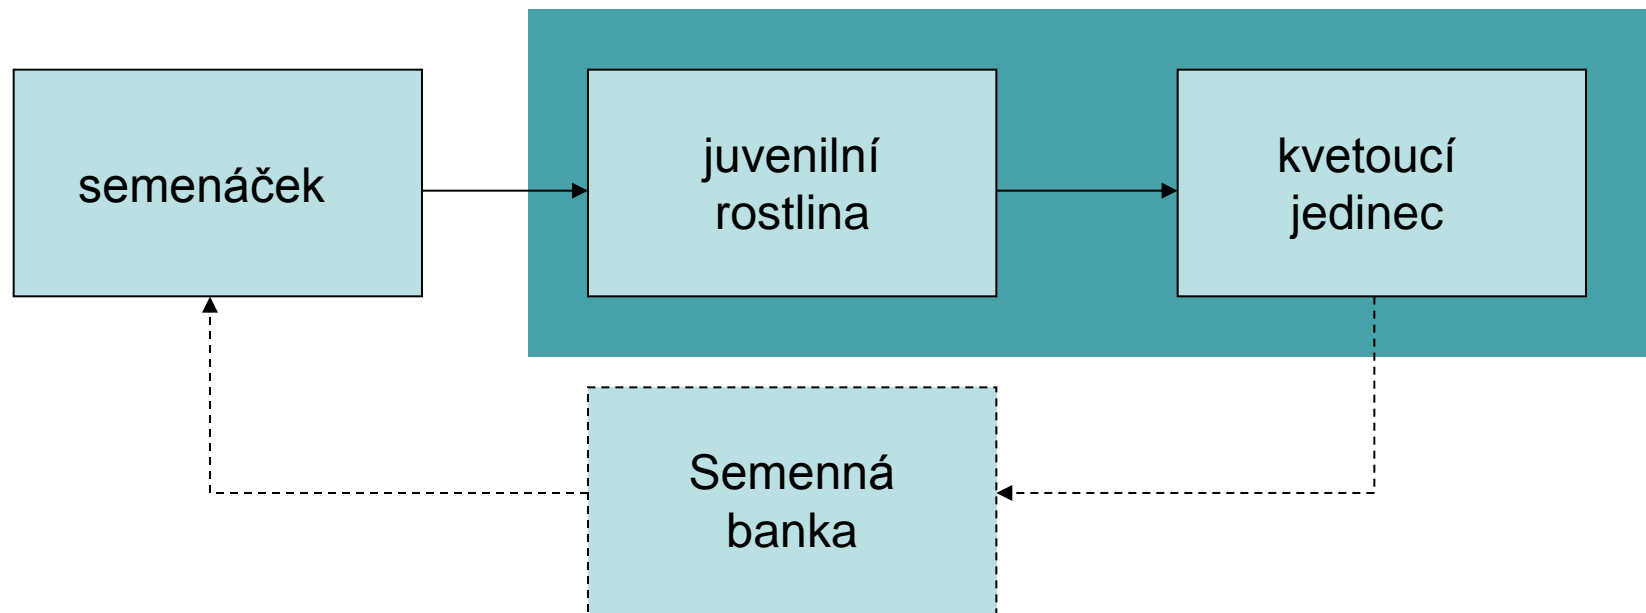 semenáček
juvenilní
rostlina
kvetoucí
jedinec
Semenná
banka